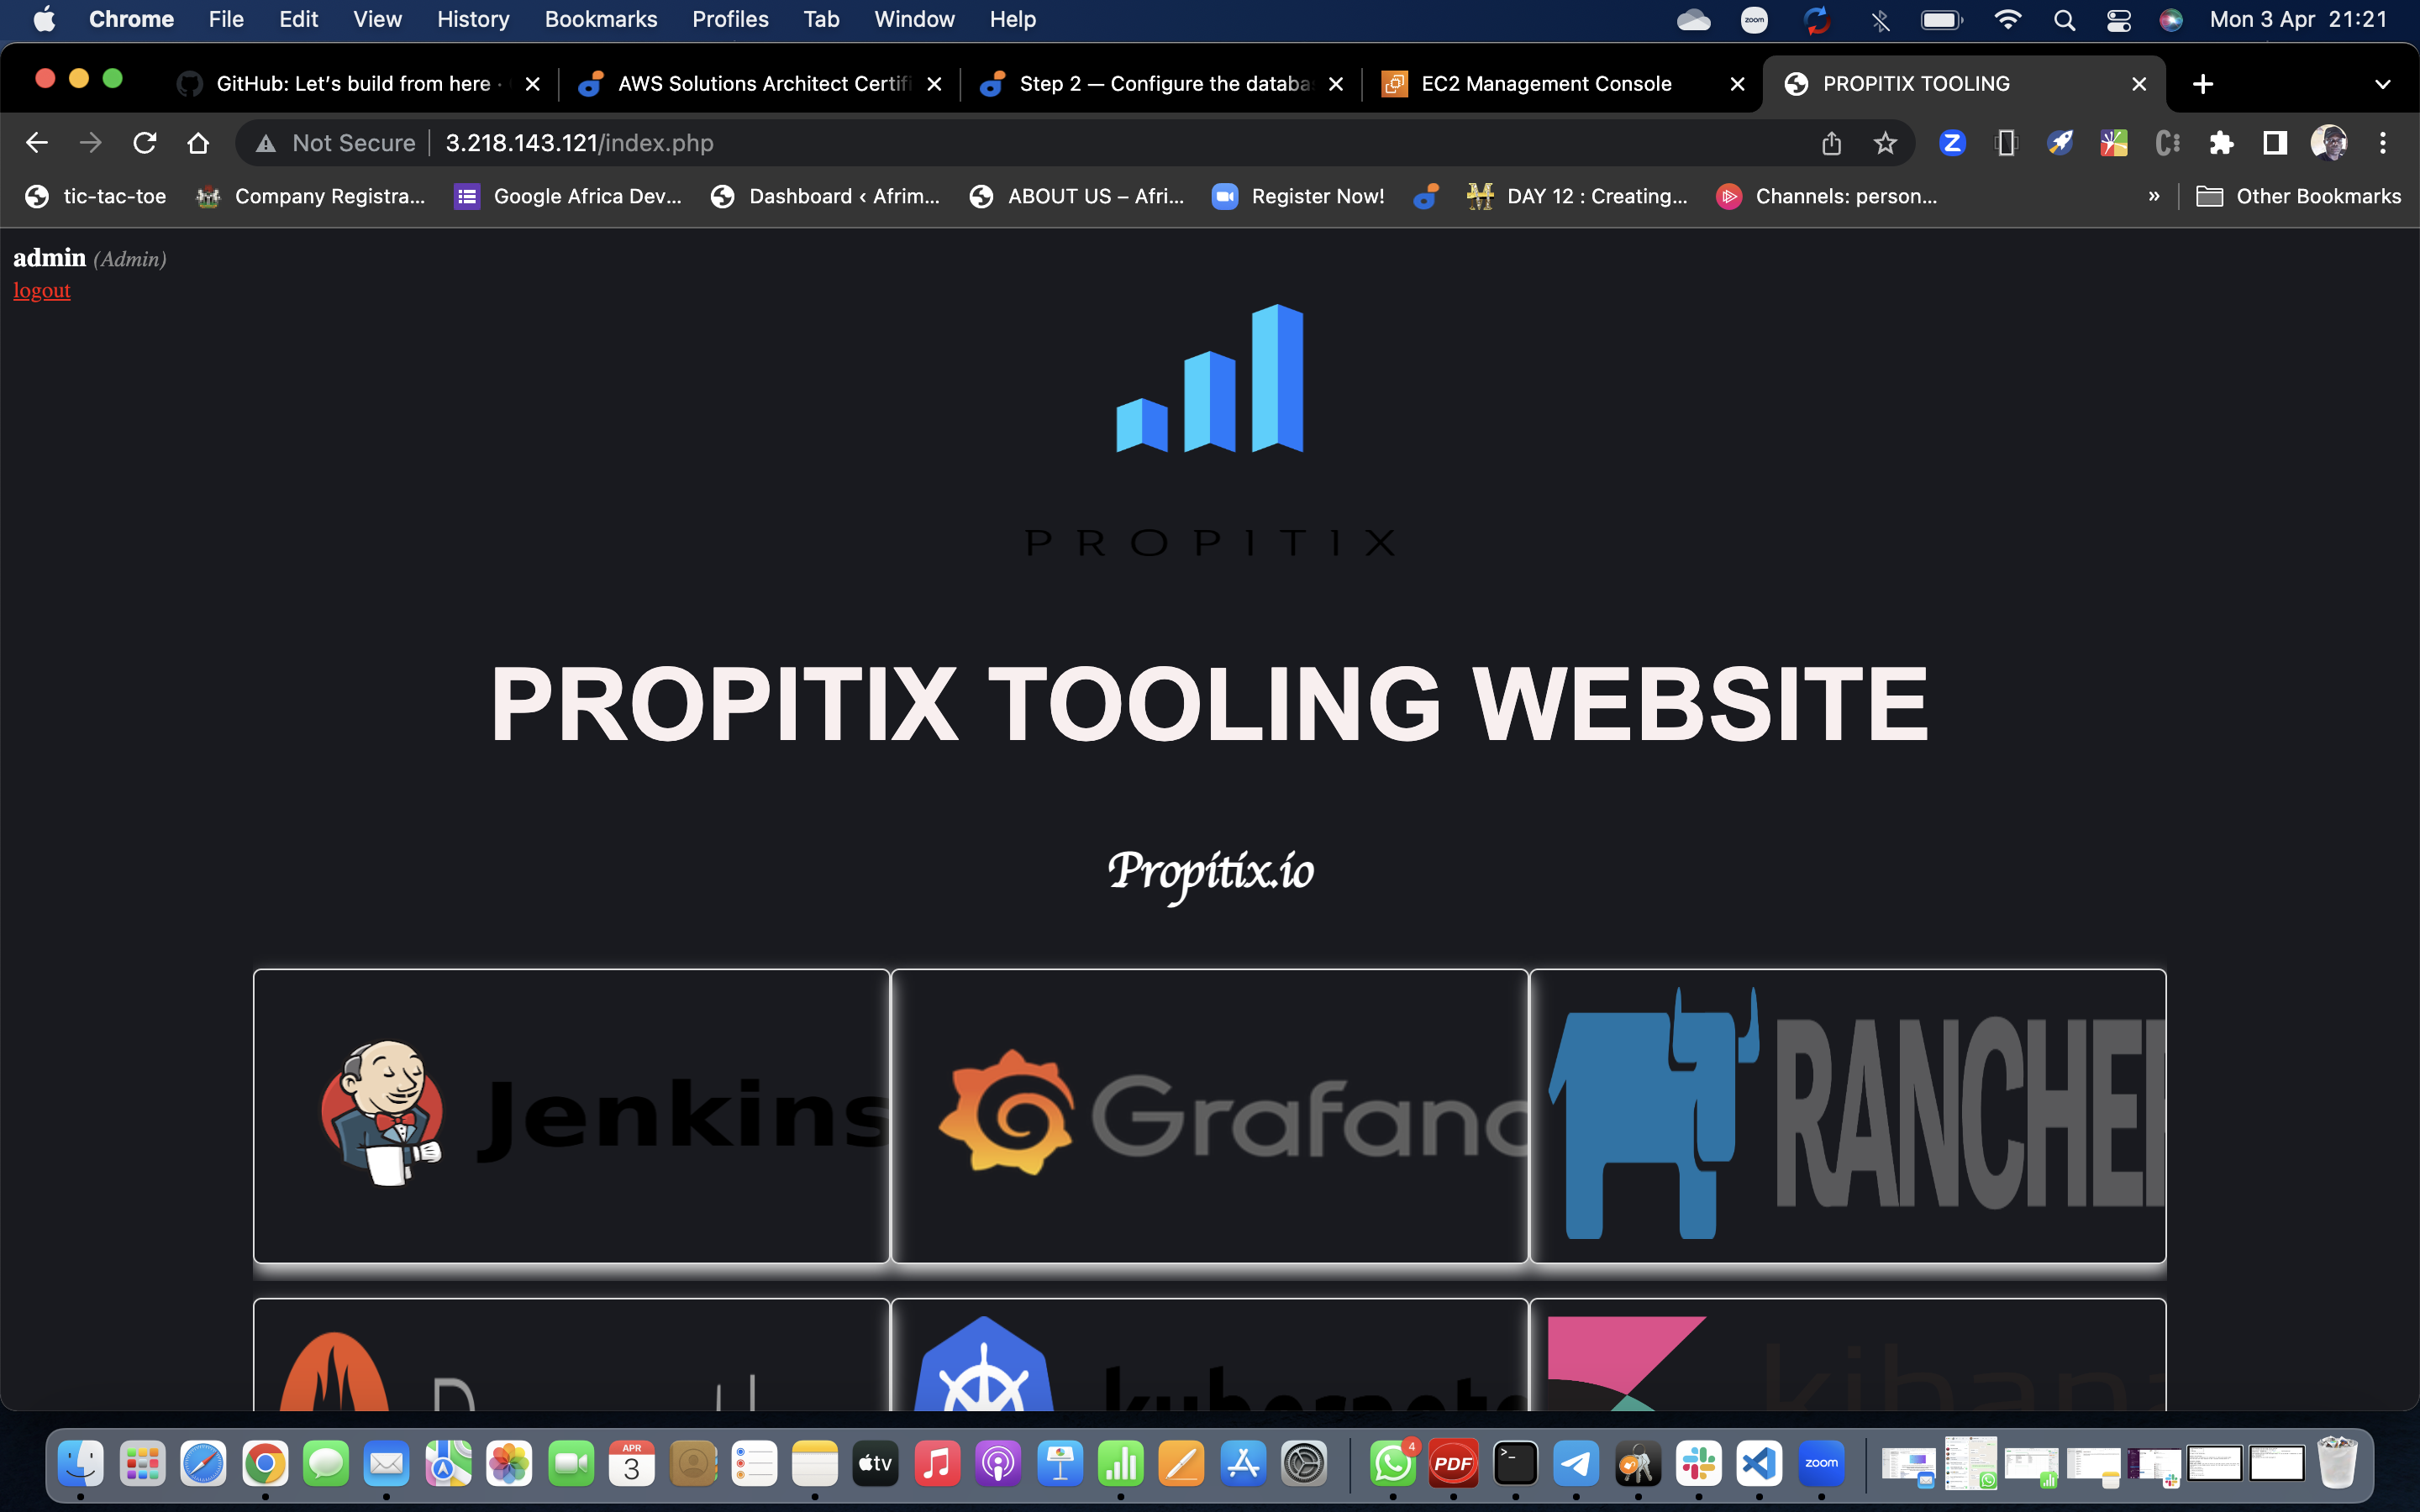 Chrome File Edit View History Bookmarks Profiles Tab Window Help
zoom
Mon 3 Apr 21:21
GitHub: Let's build from here ·
AWS Solutions Architect Certifi
Step 2 — Configure the databa
EC2 Management Console
PROPITIX TOOLING
Not Secure
3.218.143.121/index.php
tic-tac-toe
Company Registra...
Google Africa Dev...
Dashboard ‹ Afrim...
ABOUT US – Afri...
Register Now!
DAY 12 : Creating...
Channels: person...
»
Other Bookmarks
admin (Admin)
logout
PROPITIX
PROPITIX TOOLING WEBSITE
Propitix.io
Jenkins
Grafana
RANCHER
kubernete
kibana
APR
3
tv
4
PDF
zoom